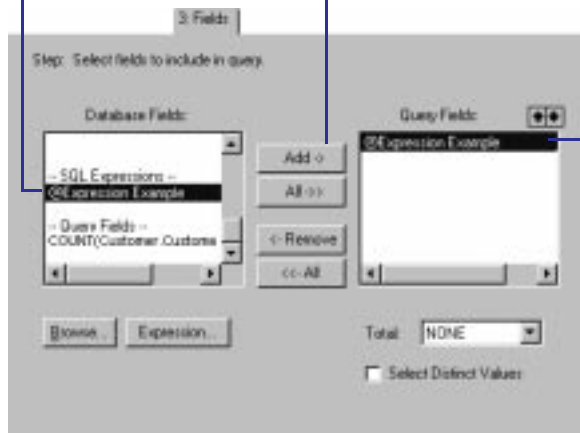 3: Fields
Step: Select fields to include in query.
Database Fields:
Query Fields:
-- SQL Expressions --
@Expression Example
-- Query Fields --
COUNT(Customer.Custome
Add ->
All ->>
<- Remove
<<- All
@Expression Example
Browse...
Expression...
Total: NONE
Select Distinct Values